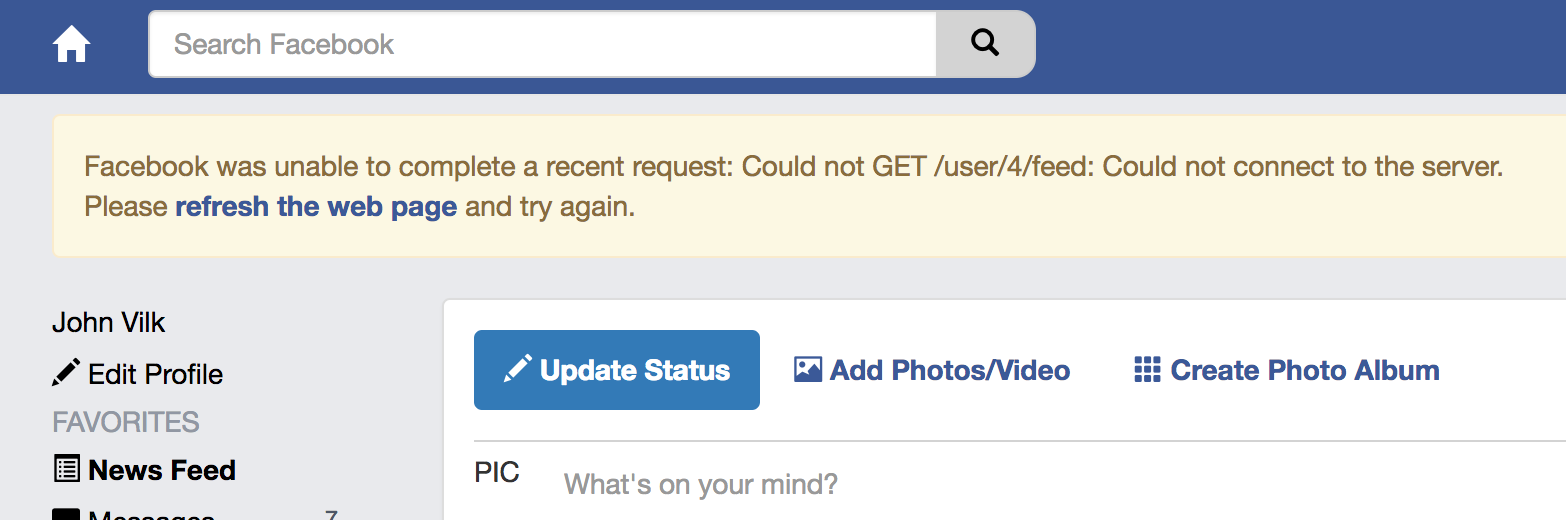 Search Facebook
Facebook was unable to complete a recent request: Could not GET /user/4/feed: Could not connect to the server.
Please refresh the web page and try again.
John Vilk
Edit Profile
FAVORITES
News Feed
Messages 7
Update Status Add Photos/Video Create Photo Album
PIC What's on your mind?